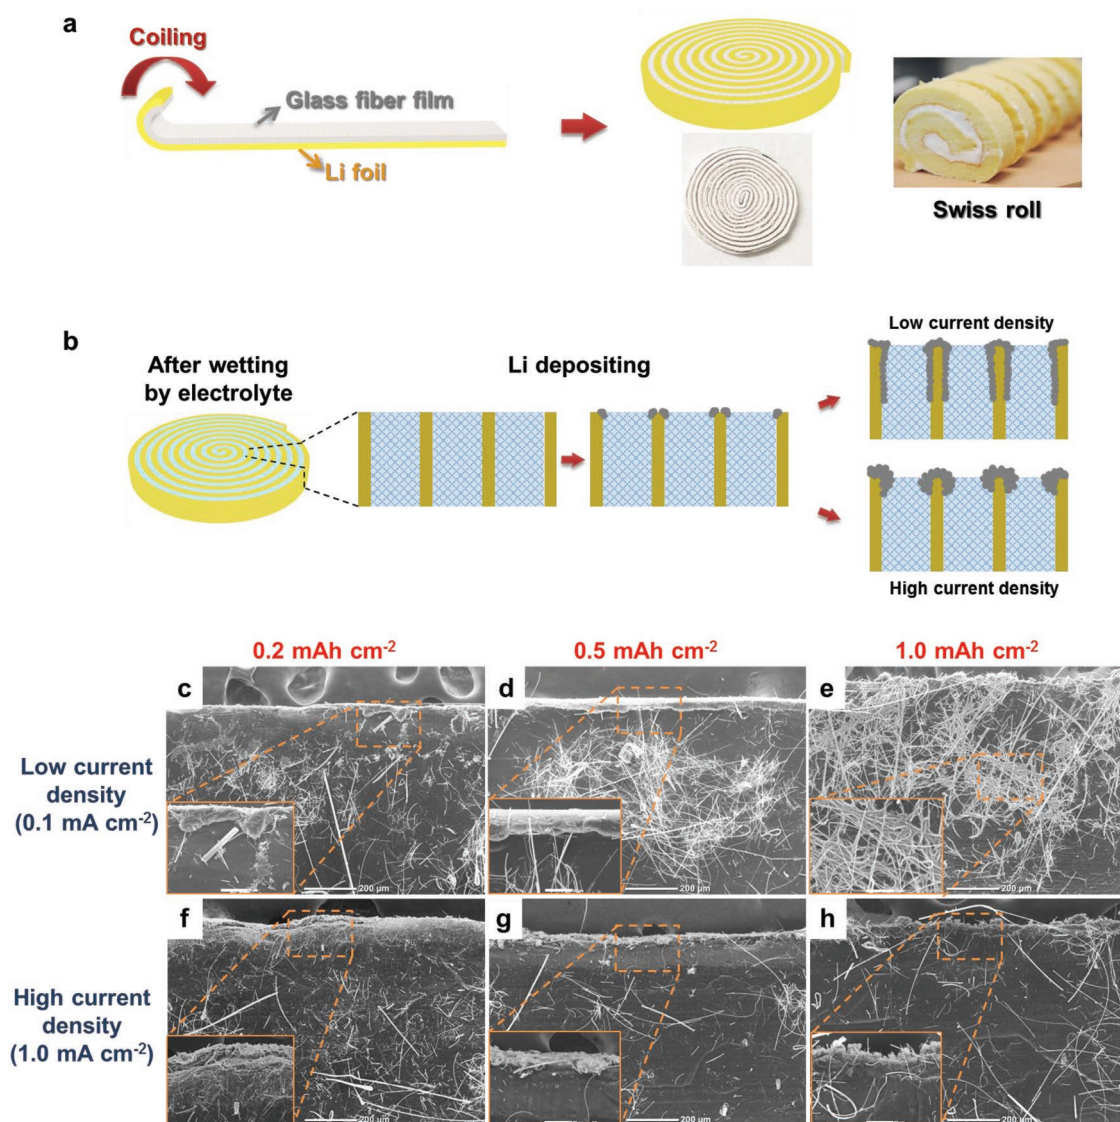 a
Coiling
Glass fiber film
Li foil
Swiss roll
b
After wetting
by electrolyte
Li depositing
Low current density
High current density
0.2 mAh cm⁻²
0.5 mAh cm⁻²
1.0 mAh cm⁻²
Low current
density
(0.1 mA cm⁻²)
c
200 μm
d
200 μm
e
200 μm
High current
density
(1.0 mA cm⁻²)
f
200 μm
g
200 μm
h
200 μm